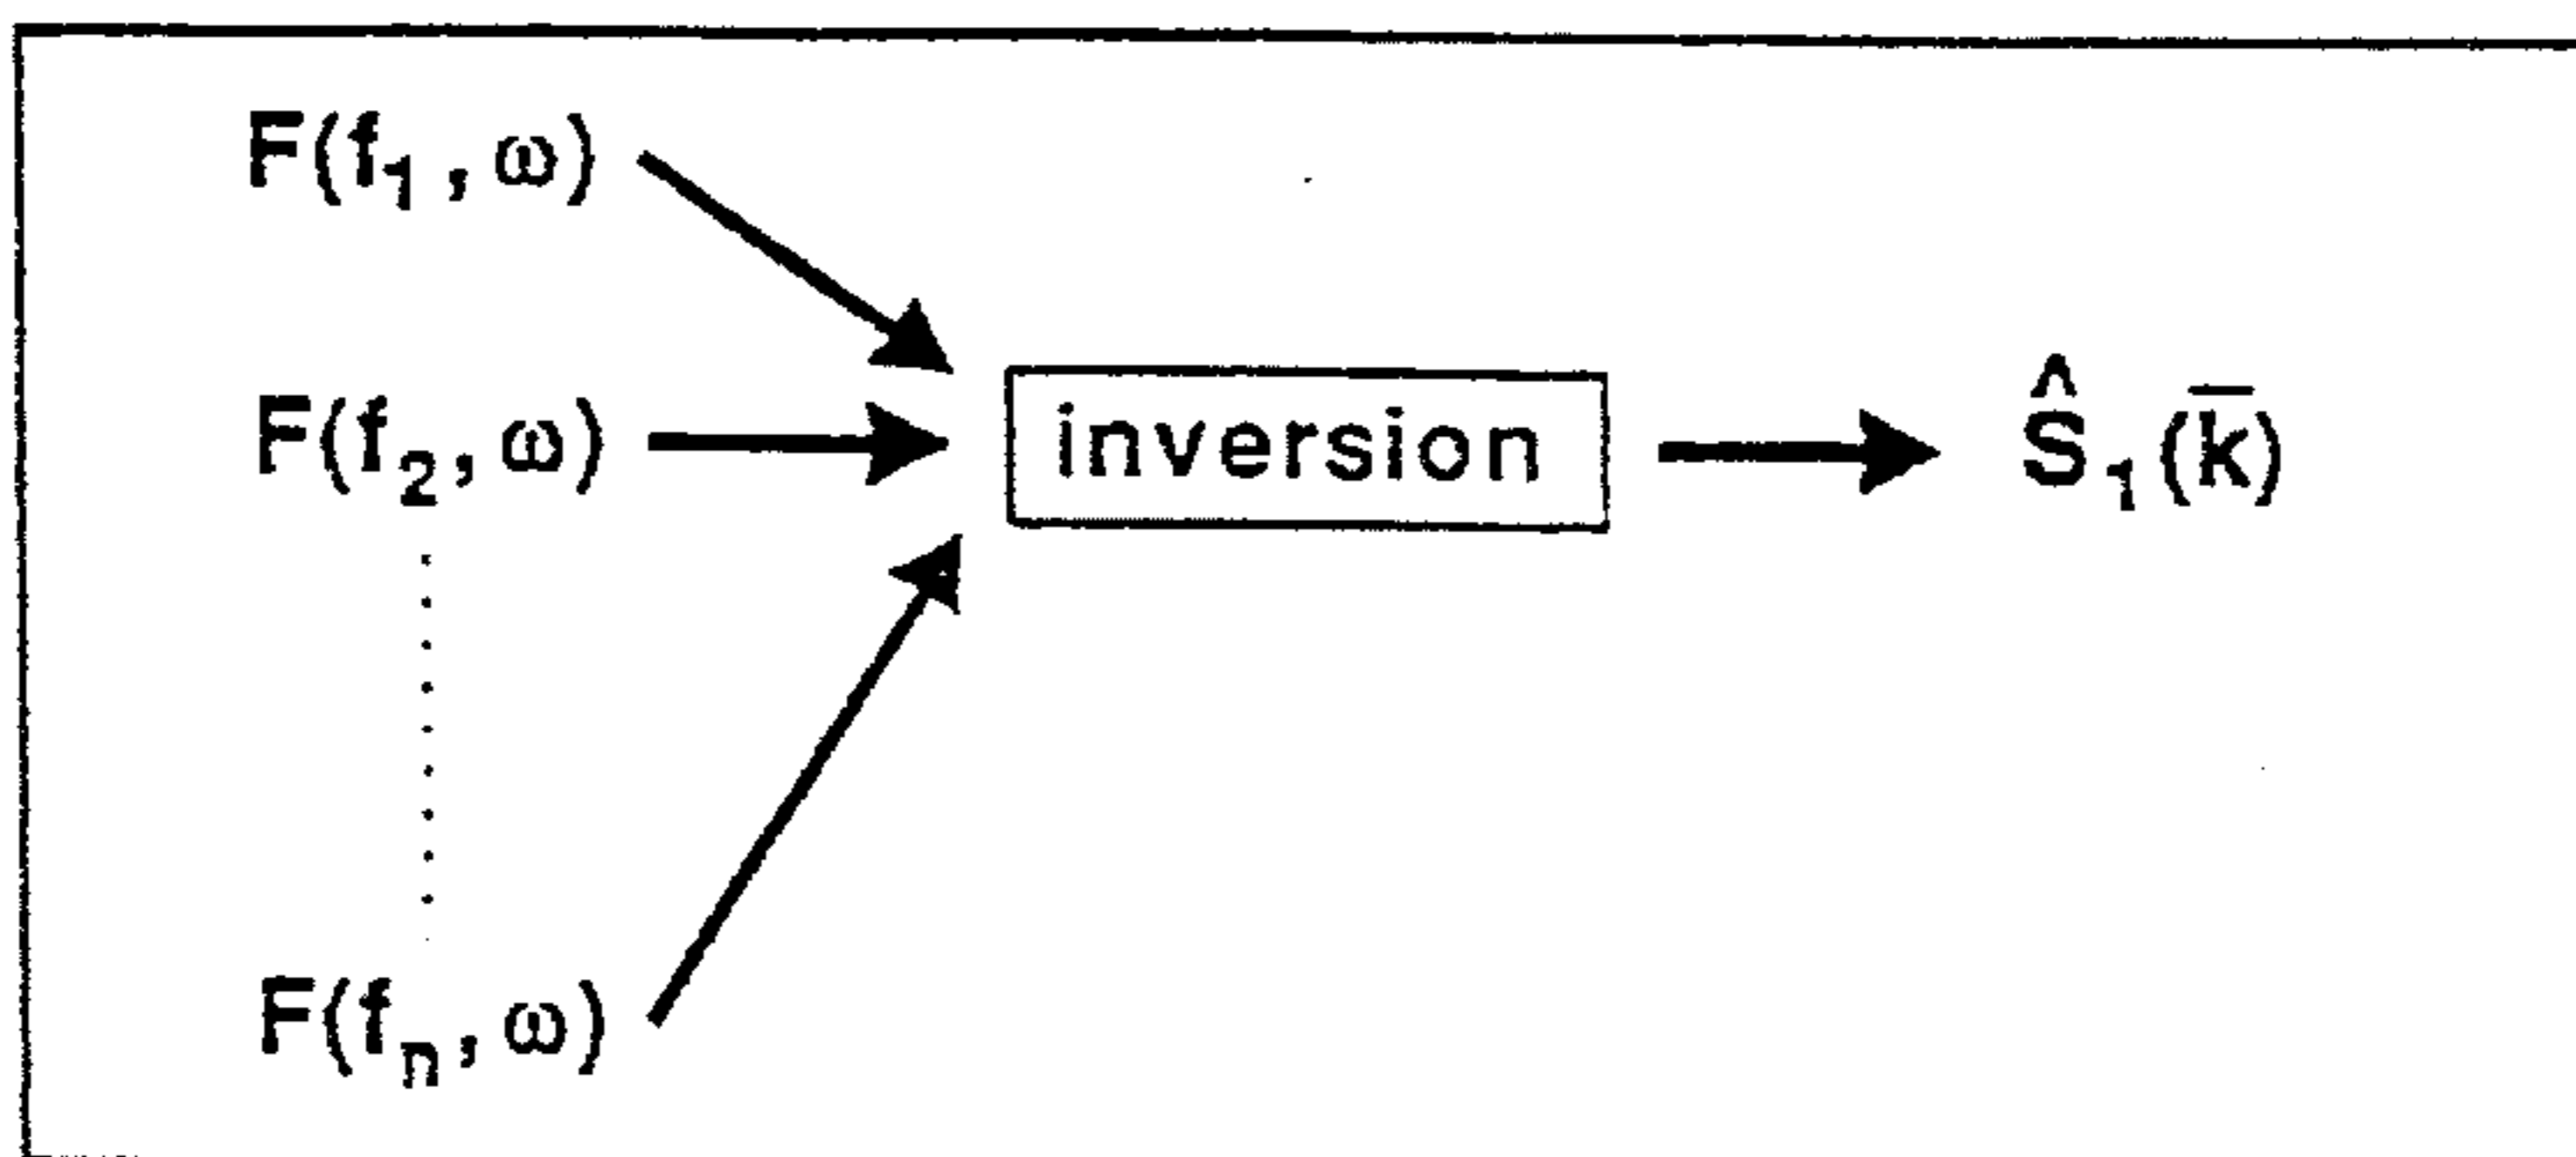 F(f₁, ω)
F(f₂, ω)
inversion
Ŝ₁(k̄)
F(fₙ, ω)